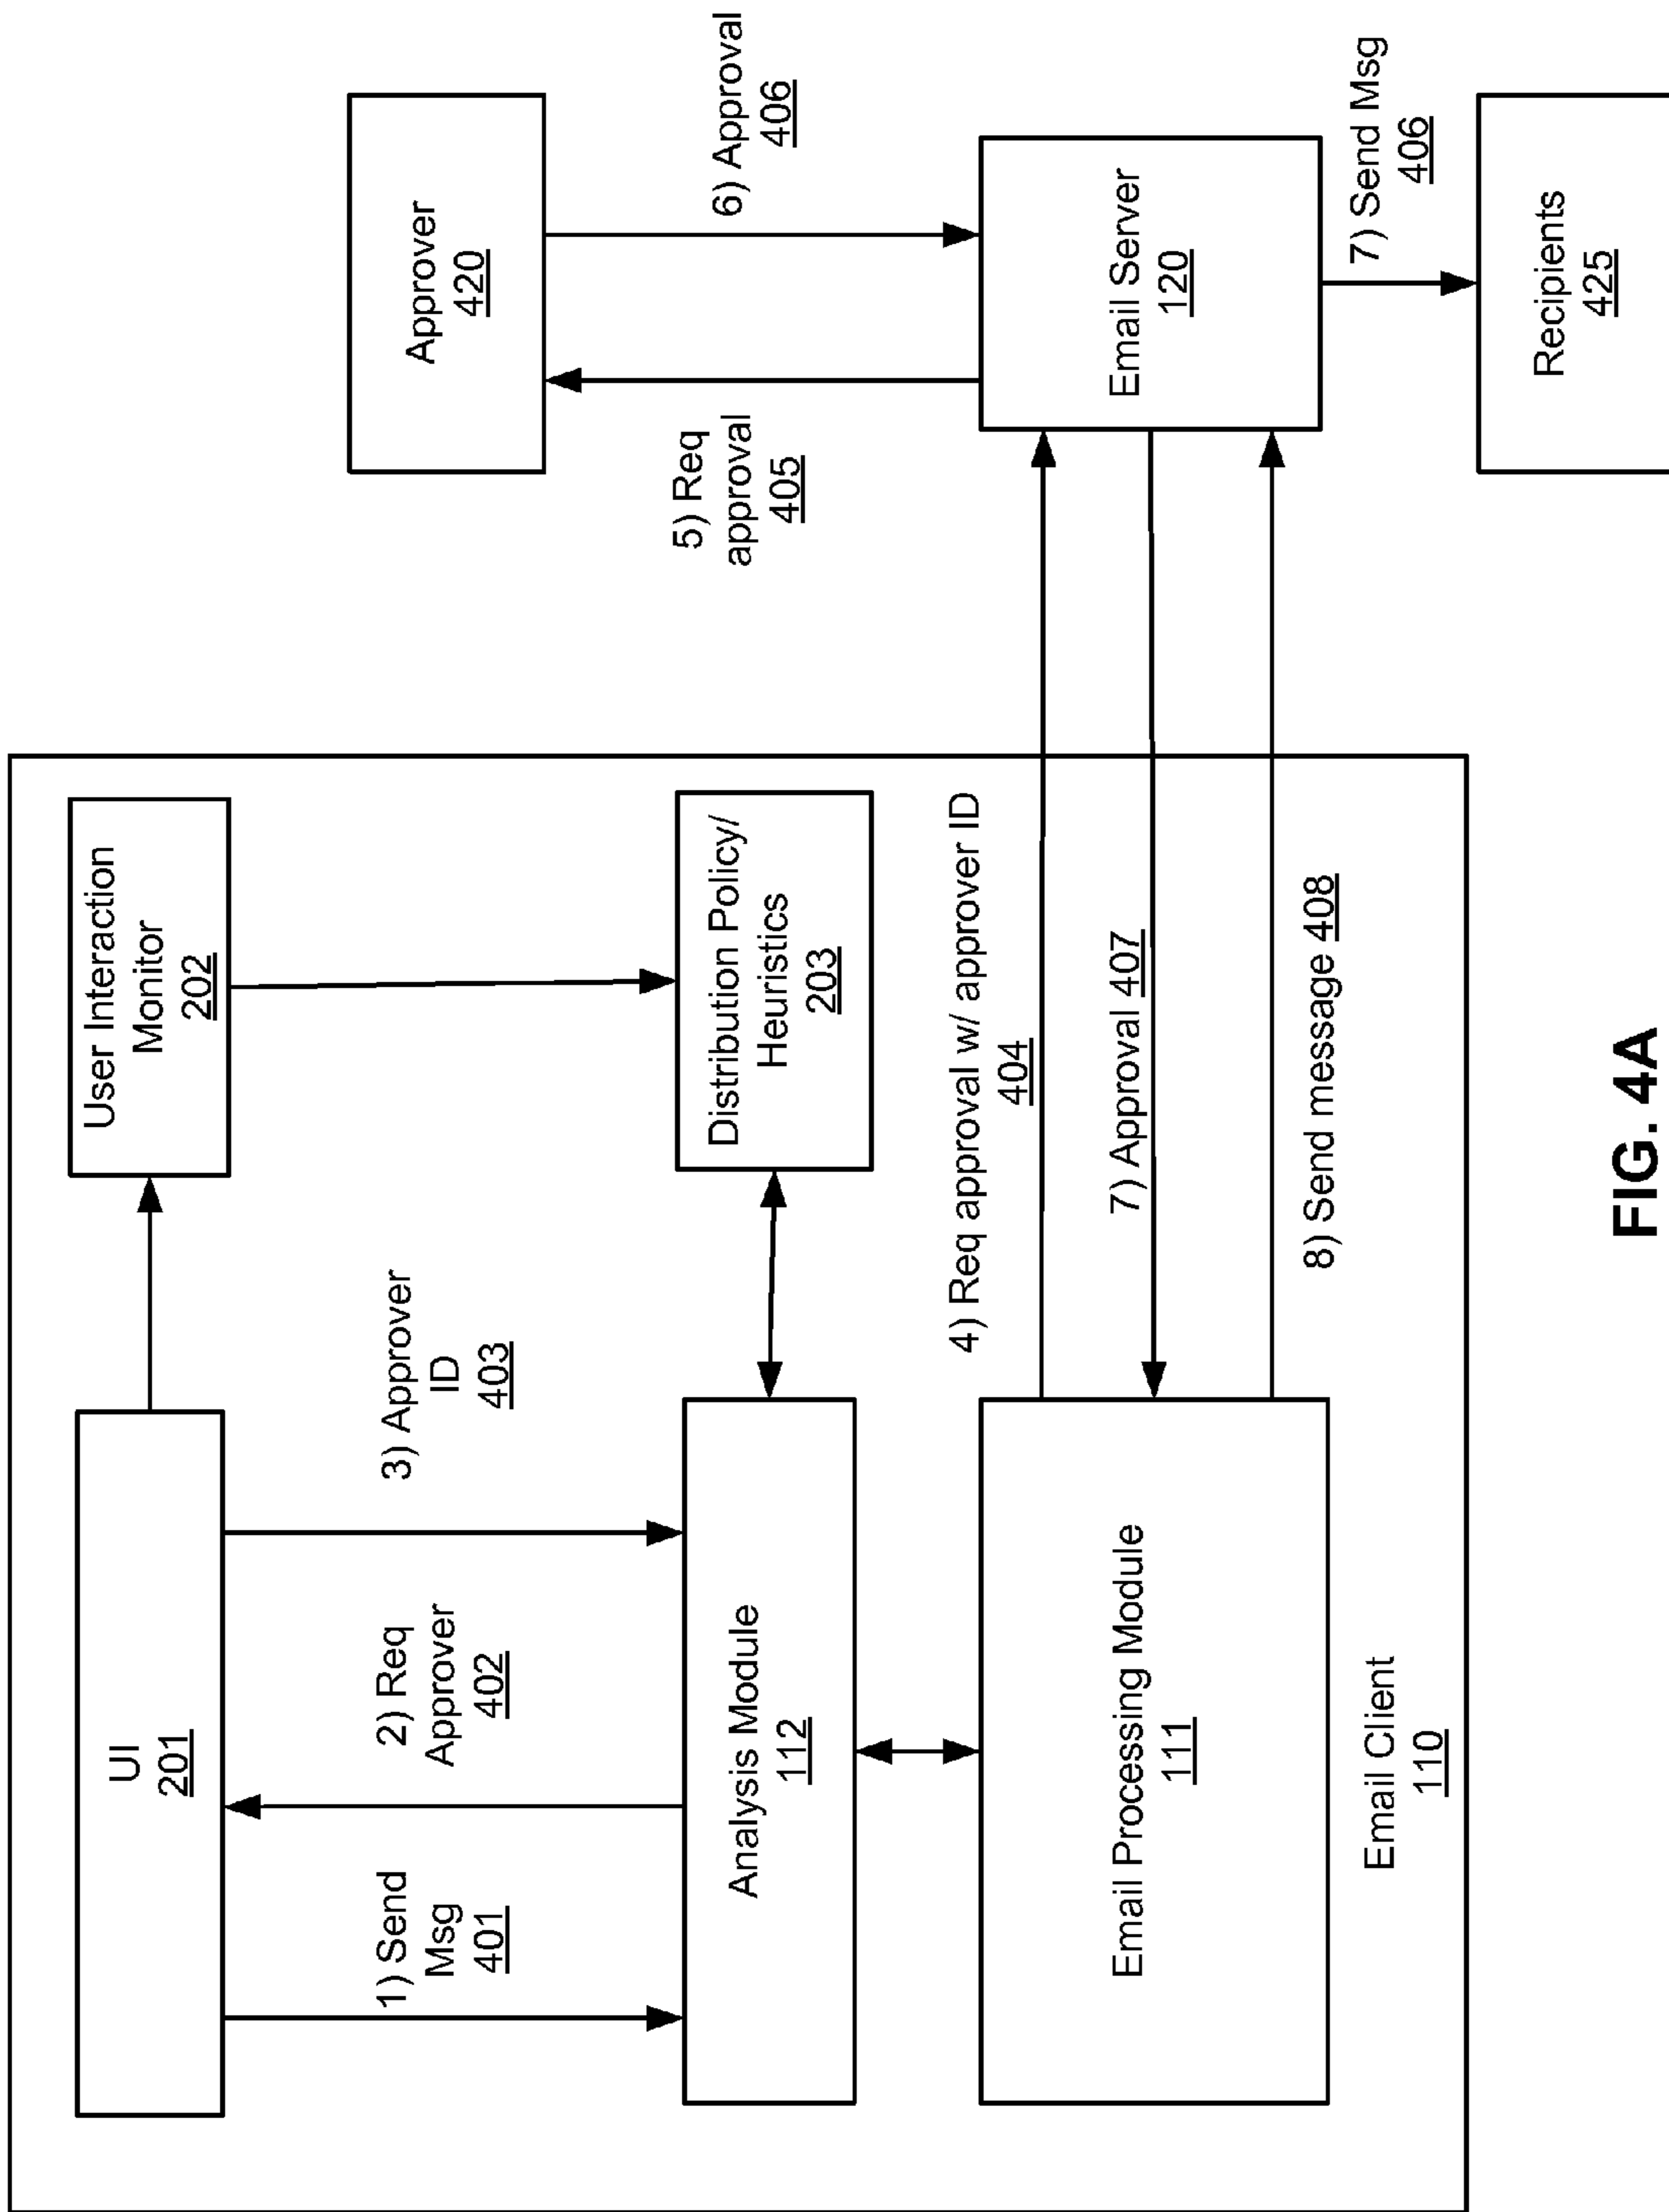 UI
201
User Interaction
Monitor
202
1) Send
Msg
401
2) Req
Approver
402
3) Approver
ID
403
Analysis Module
112
Distribution Policy/
Heuristics
203
Email Processing Module
111
Email Client
110
4) Req approval w/ approver ID
404
7) Approval 407
8) Send message 408
Approver
420
5) Req
approval
405
6) Approval
406
Email Server
120
7) Send Msg
406
Recipients
425
FIG. 4A